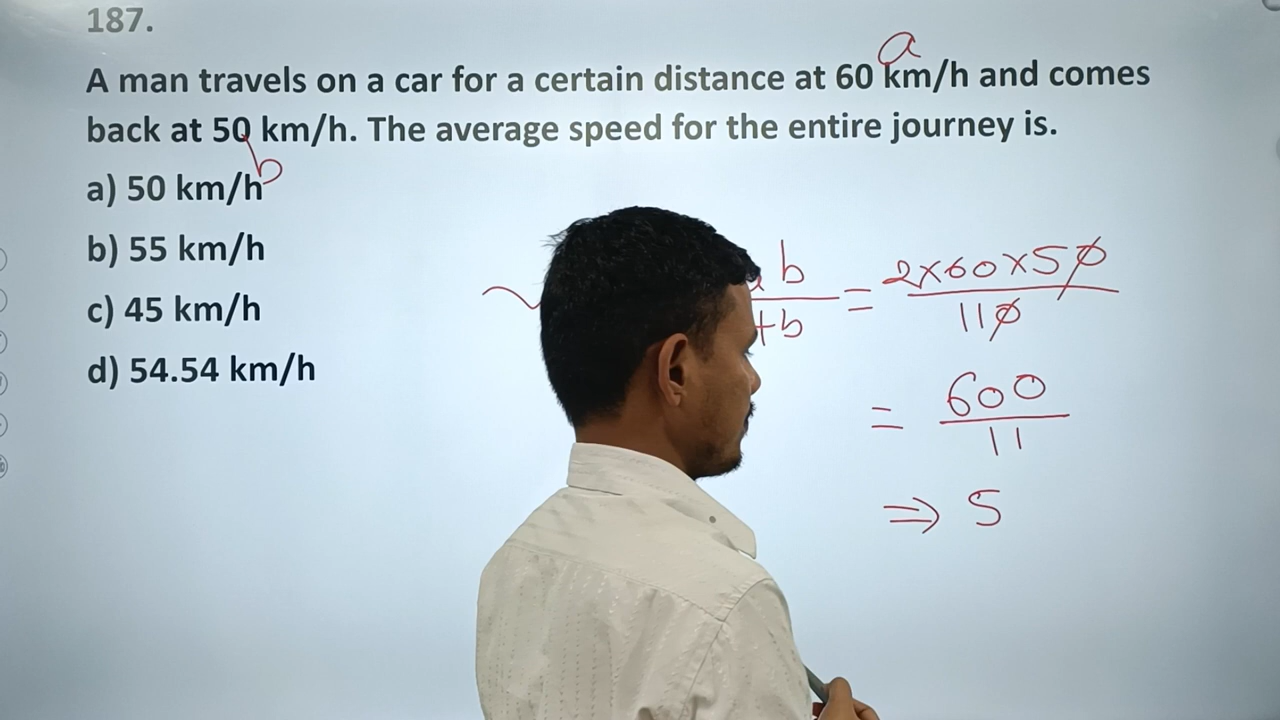 187.
A man travels on a car for a certain distance at 60 km/h and comes
a
back at 50 km/h. The average speed for the entire journey is.
b
a) 50 km/h
b) 55 km/h
c) 45 km/h
d) 54.54 km/h
b
+b
= 2×60×50
110
= 600
11
⇒ 5